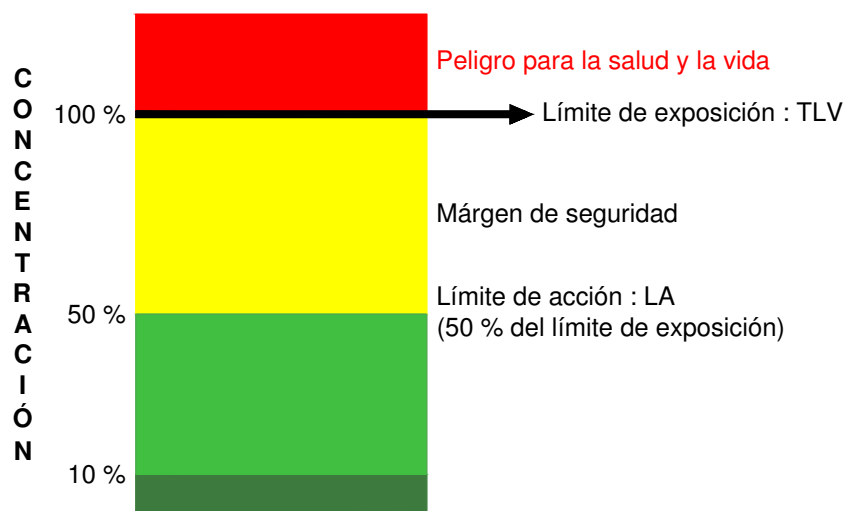 CONCENTRACIÓN
Peligro para la salud y la vida
100 %
Límite de exposición : TLV
Márgen de seguridad
50 %
Límite de acción : LA
(50 % del límite de exposición)
10 %